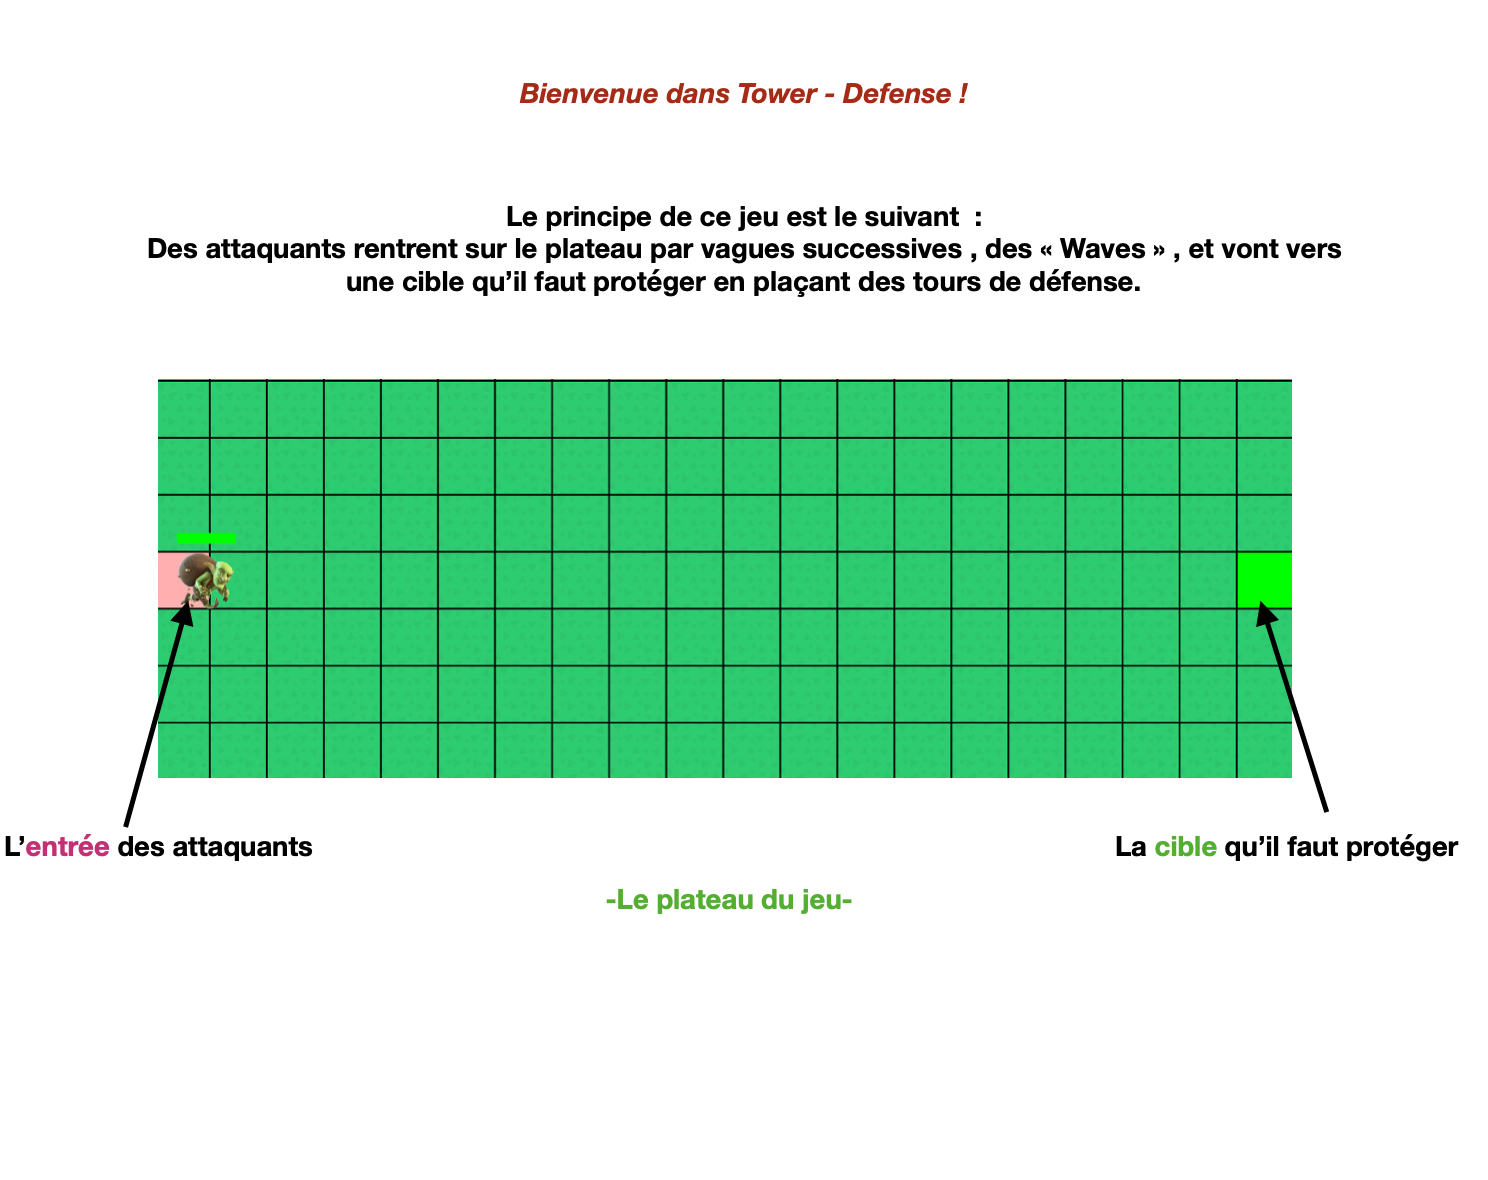 Bienvenue dans Tower - Defense !
Le principe de ce jeu est le suivant  :
Des attaquants rentrent sur le plateau par vagues successives , des « Waves » , et vont vers
une cible qu’il faut protéger en plaçant des tours de défense.
L’entrée des attaquants
La cible qu’il faut protéger
-Le plateau du jeu-